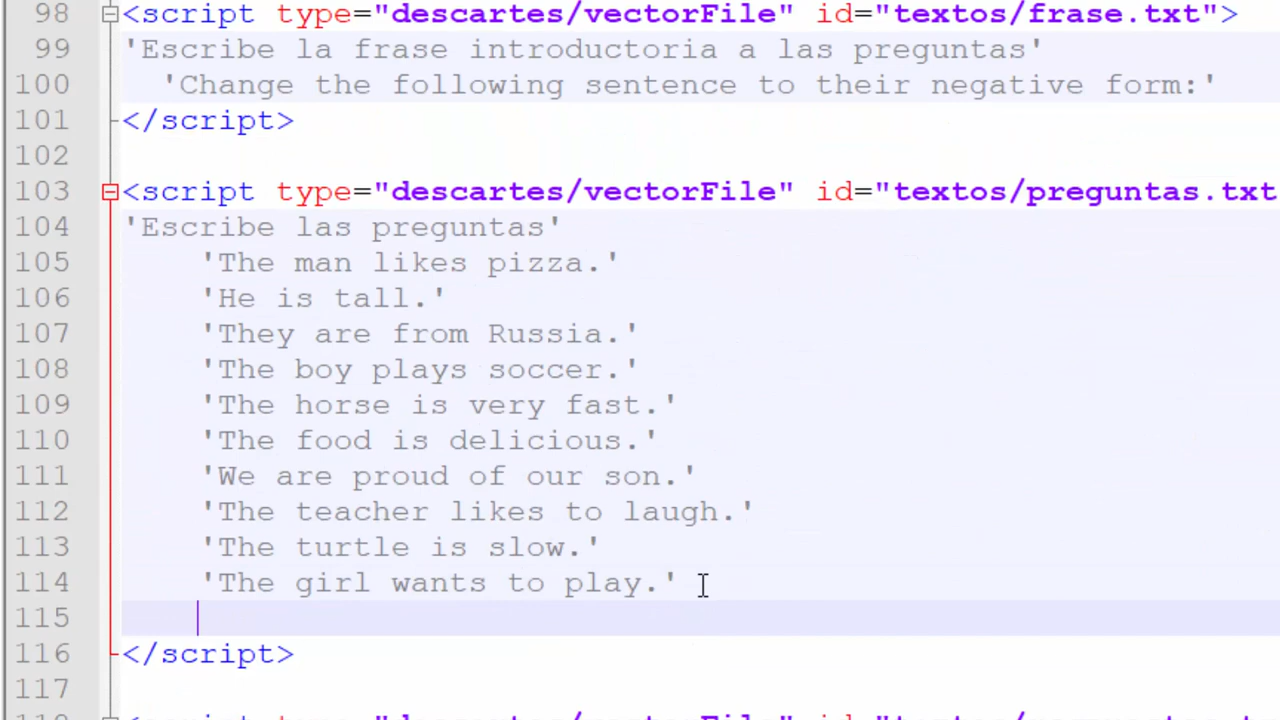 98 <script type="descartes/vectorFile" id="textos/frase.txt">
99 'Escribe la frase introductoria a las preguntas'
100 'Change the following sentence to their negative form:'
101 </script>
102
103 <script type="descartes/vectorFile" id="textos/preguntas.txt
104 'Escribe las preguntas'
105 'The man likes pizza.'
106 'He is tall.'
107 'They are from Russia.'
108 'The boy plays soccer.'
109 'The horse is very fast.'
110 'The food is delicious.'
111 'We are proud of our son.'
112 'The teacher likes to laugh.'
113 'The turtle is slow.'
114 'The girl wants to play.'
115
116 </script>
117